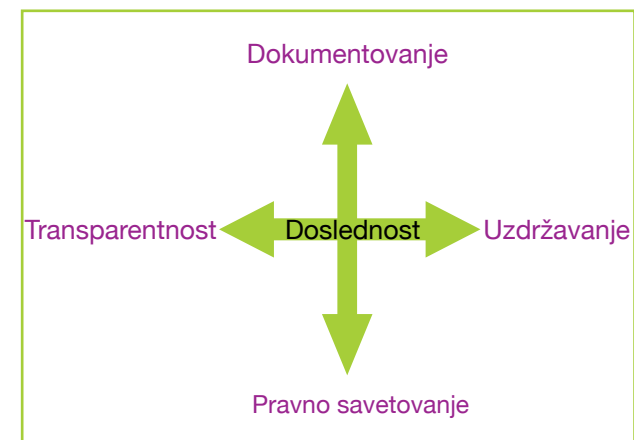 Dokumentovanje
Transparentnost
Doslednost
Uzdržavanje
Pravno savetovanje